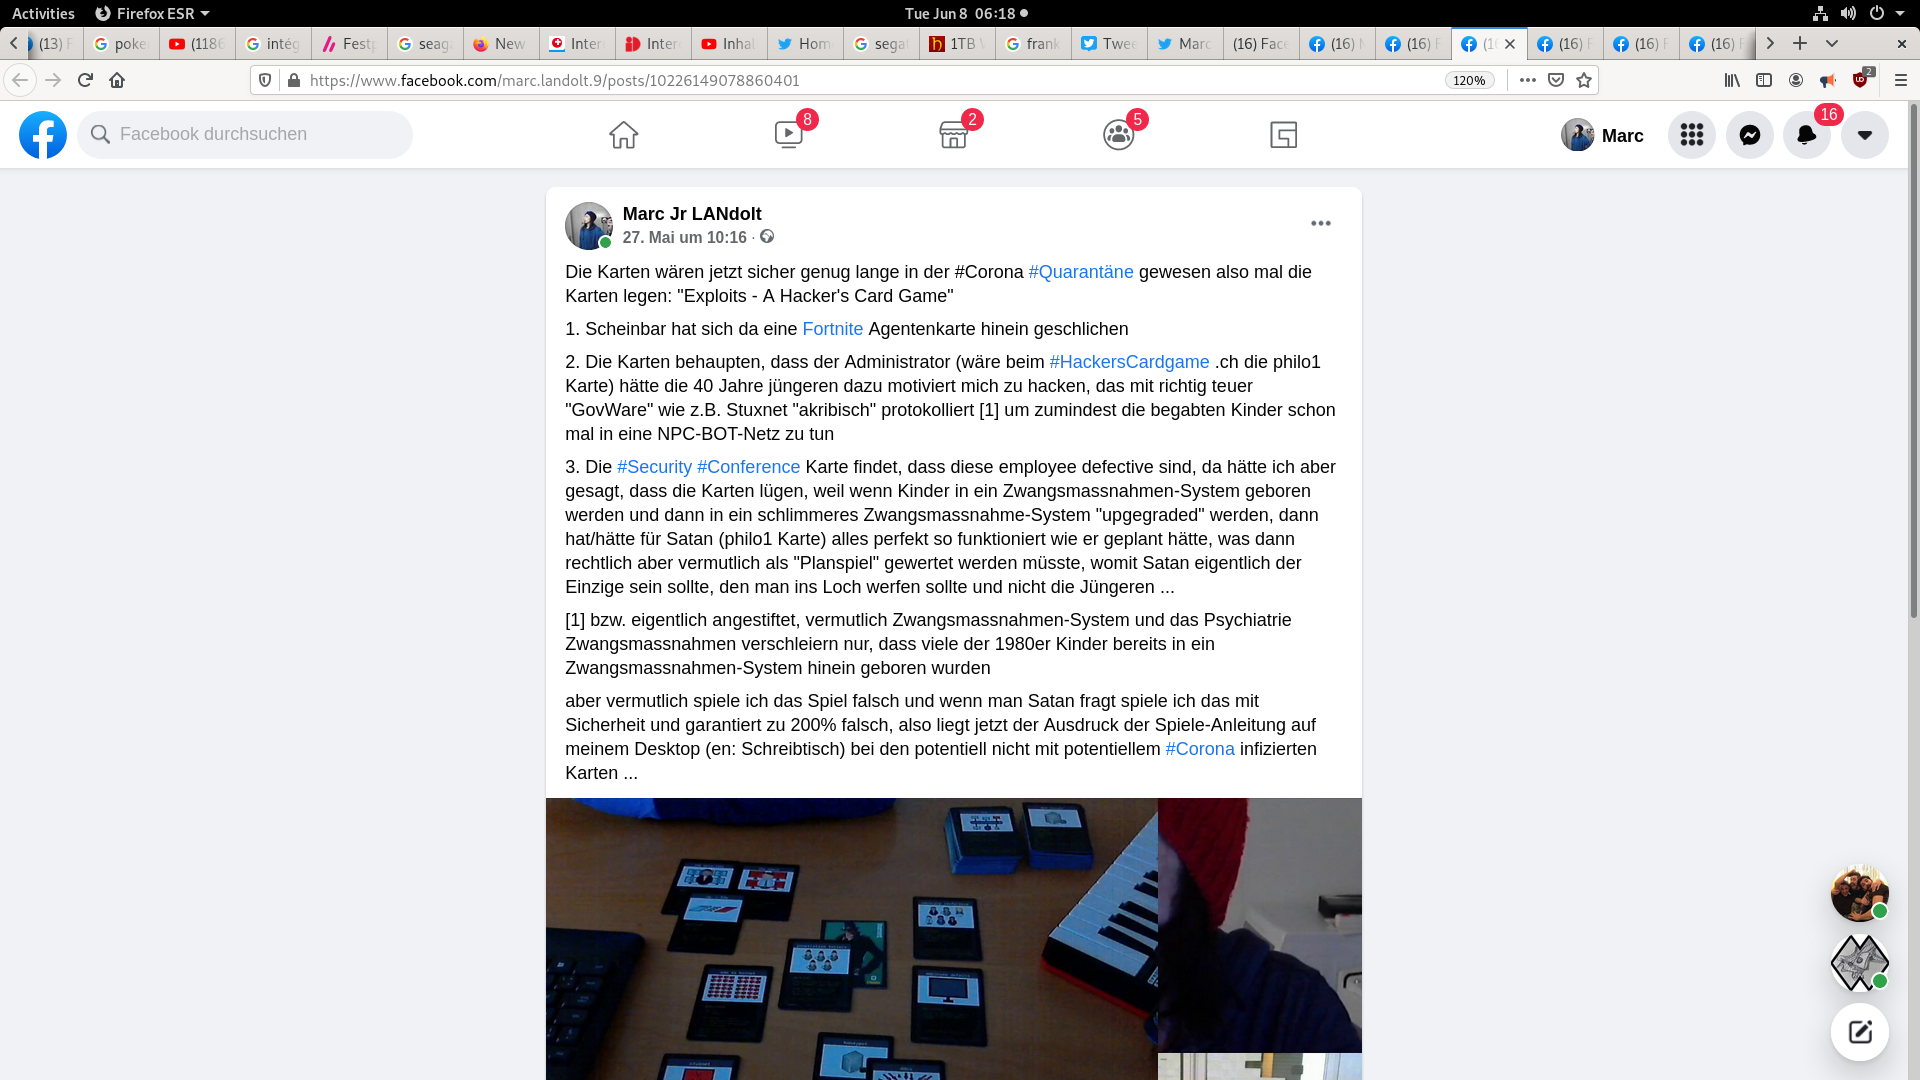 Activities Firefox ESR Tue Jun 8 06:18
(13) F poke (1186 intég Festp seaga New Inter Inter Inhal Hom segat 1TB V frank Twee Marc (16) Face (16) M (16) F (16 (16) F (16) F (16) F
https://www.facebook.com/marc.landolt.9/posts/10226149078860401 120% 2
Facebook durchsuchen 8 2 5 Marc 16
Marc Jr LANdolt
27. Mai um 10:16 ·
Die Karten wären jetzt sicher genug lange in der #Corona #Quarantäne gewesen also mal die
Karten legen: "Exploits - A Hacker's Card Game"
1. Scheinbar hat sich da eine Fortnite Agentenkarte hinein geschlichen
2. Die Karten behaupten, dass der Administrator (wäre beim #HackersCardgame .ch die philo1
Karte) hätte die 40 Jahre jüngeren dazu motiviert mich zu hacken, das mit richtig teuer
"GovWare" wie z.B. Stuxnet "akribisch" protokolliert [1] um zumindest die begabten Kinder schon
mal in eine NPC-BOT-Netz zu tun
3. Die #Security #Conference Karte findet, dass diese employee defective sind, da hätte ich aber
gesagt, dass die Karten lügen, weil wenn Kinder in ein Zwangsmassnahmen-System geboren
werden und dann in ein schlimmeres Zwangsmassnahme-System "upgegraded" werden, dann
hat/hätte für Satan (philo1 Karte) alles perfekt so funktioniert wie er geplant hätte, was dann
rechtlich aber vermutlich als "Planspiel" gewertet werden müsste, womit Satan eigentlich der
Einzige sein sollte, den man ins Loch werfen sollte und nicht die Jüngeren ...
[1] bzw. eigentlich angestiftet, vermutlich Zwangsmassnahmen-System und das Psychiatrie
Zwangsmassnahmen verschleiern nur, dass viele der 1980er Kinder bereits in ein
Zwangsmassnahmen-System hinein geboren wurden
aber vermutlich spiele ich das Spiel falsch und wenn man Satan fragt spiele ich das mit
Sicherheit und garantiert zu 200% falsch, also liegt jetzt der Ausdruck der Spiele-Anleitung auf
meinem Desktop (en: Schreibtisch) bei den potentiell nicht mit potentiellem #Corona infizierten
Karten ...